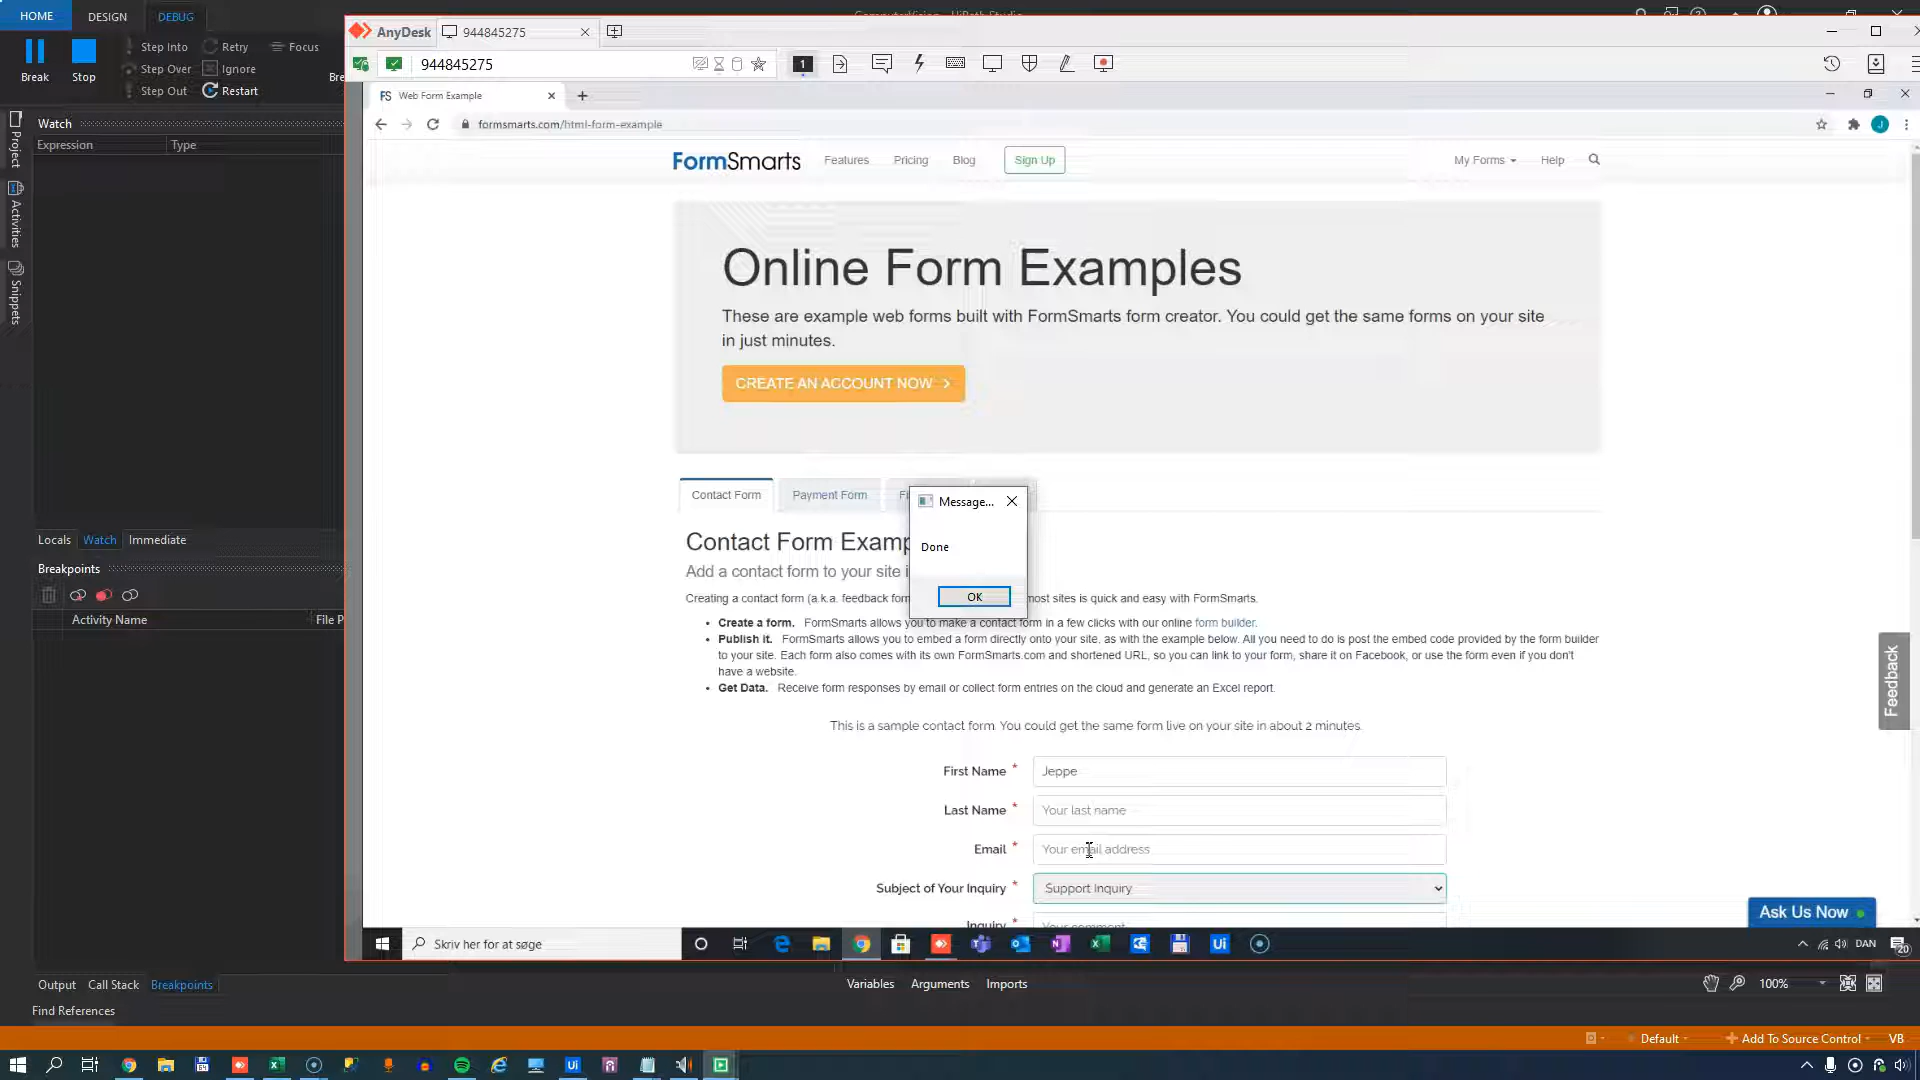 HOME
DESIGN
DEBUG
Break
Stop
Step Into
Step Over
Step Out
Retry
Ignore
Restart
Focus
Watch
Expression
Type
Project
Activities
Snippets
Locals
Watch
Immediate
Breakpoints
Activity Name
File P
AnyDesk
944845275
944845275
1
FS Web Form Example
formsmarts.com/html-form-example
J
FormSmarts
Features
Pricing
Blog
Sign Up
My Forms
Help
Online Form Examples
These are example web forms built with FormSmarts form creator. You could get the same forms on your site
in just minutes.
CREATE AN ACCOUNT NOW
Contact Form
Payment Form
Message...
Done
OK
Contact Form Examp
Add a contact form to your site i
Creating a contact form (a.k.a. feedback for most sites is quick and easy with FormSmarts.
• Create a form. FormSmarts allows you to make a contact form in a few clicks with our online form builder.
• Publish it. FormSmarts allows you to embed a form directly onto your site, as with the example below. All you need to do is post the embed code provided by the form builder
to your site. Each form also comes with its own FormSmarts.com and shortened URL, so you can link to your form, share it on Facebook, or use the form even if you don't
have a website.
• Get Data. Receive form responses by email or collect form entries on the cloud and generate an Excel report.
This is a sample contact form. You could get the same form live on your site in about 2 minutes.
First Name *
Jeppe
Last Name *
Your last name
Email *
Your email address
Subject of Your Inquiry *
Support Inquiry
Inquiry *
Your comment
Feedback
Ask Us Now
Skriv her for at søge
Ui
DAN
20
Output
Call Stack
Breakpoints
Variables
Arguments
Imports
100%
Find References
Default
Add To Source Control
VB
64
Ui